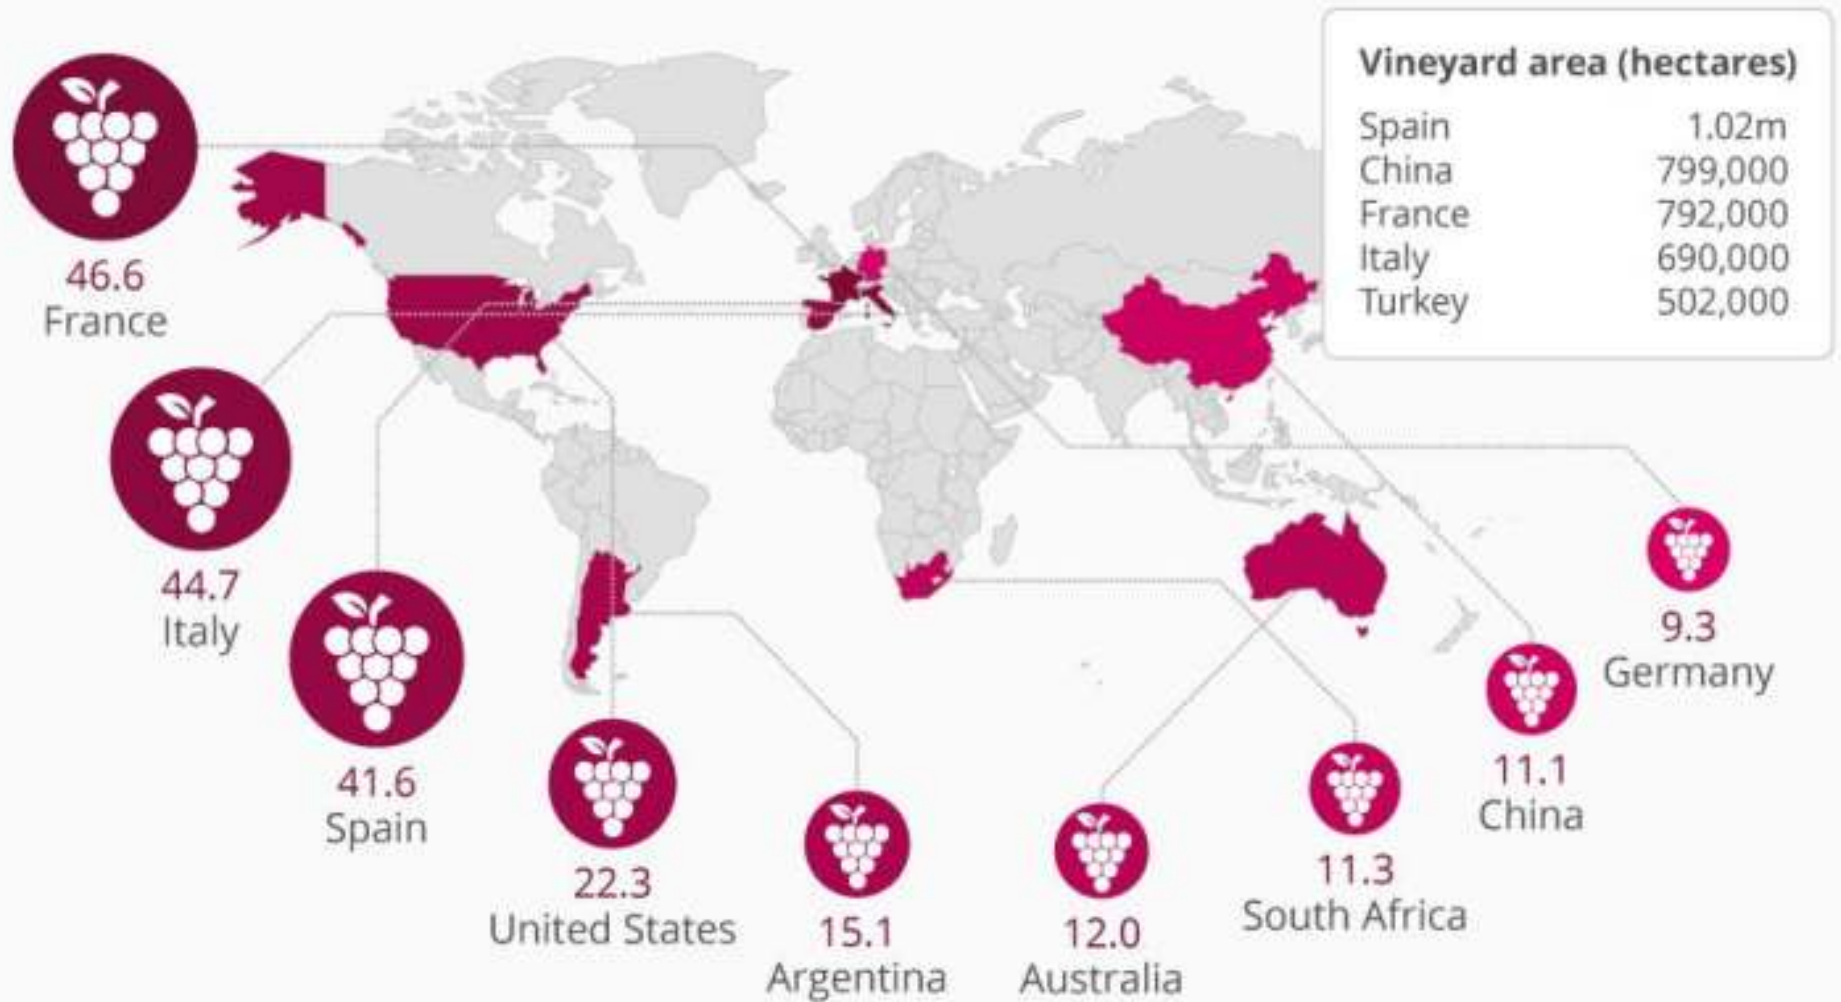 Vineyard area (hectares)
Spain 1.02m
China 799,000
France 792,000
Italy 690,000
Turkey 502,000
46.6
France
44.7
Italy
41.6
Spain
22.3
United States
15.1
Argentina
12.0
Australia
11.3
South Africa
11.1
China
9.3
Germany